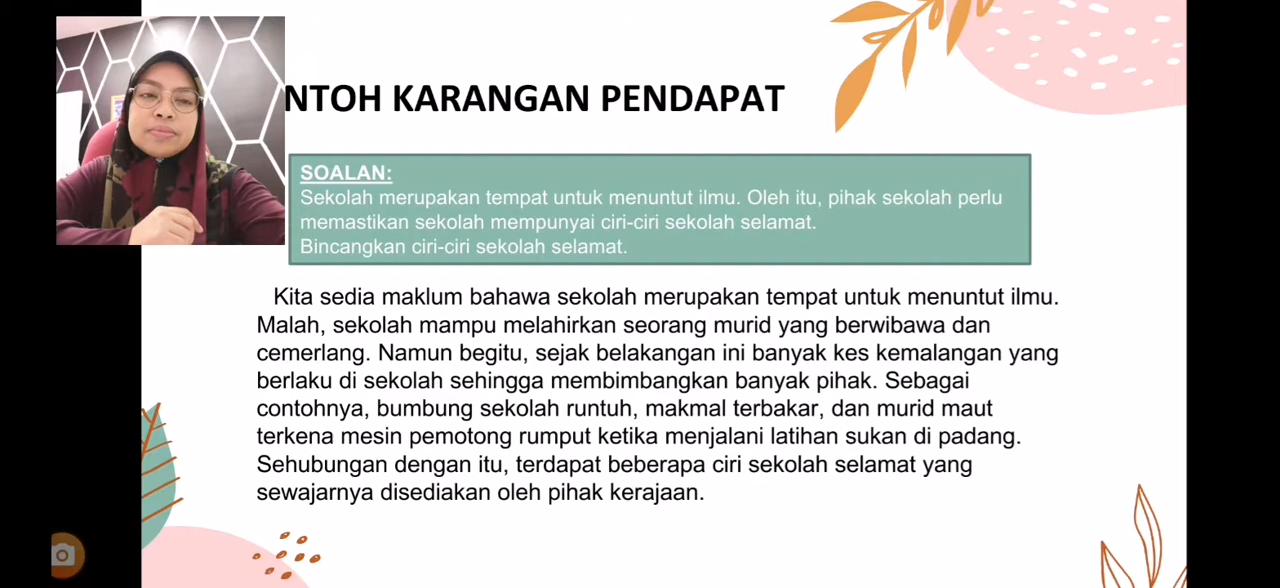 NTOH KARANGAN PENDAPAT
SOALAN:
Sekolah merupakan tempat untuk menuntut ilmu. Oleh itu, pihak sekolah perlu
memastikan sekolah mempunyai ciri-ciri sekolah selamat.
Bincangkan ciri-ciri sekolah selamat.
Kita sedia maklum bahawa sekolah merupakan tempat untuk menuntut ilmu.
Malah, sekolah mampu melahirkan seorang murid yang berwibawa dan
cemerlang. Namun begitu, sejak belakangan ini banyak kes kemalangan yang
berlaku di sekolah sehingga membimbangkan banyak pihak. Sebagai
contohnya, bumbung sekolah runtuh, makmal terbakar, dan murid maut
terkena mesin pemotong rumput ketika menjalani latihan sukan di padang.
Sehubungan dengan itu, terdapat beberapa ciri sekolah selamat yang
sewajarnya disediakan oleh pihak kerajaan.